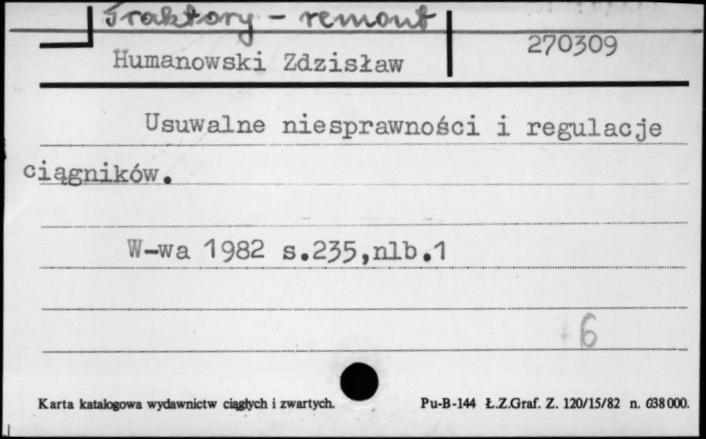 Traktory - remont
Humanowski Zdzisław
270309
Usuwalne niesprawności i regulacje
ciągników.
W-wa 1982 s.235,nlb.1
6
Karta katalogowa wydawnictw ciągłych i zwartych.
Pu-B-144 Ł.Z.Graf. Z. 120/15/82 n. 638000.